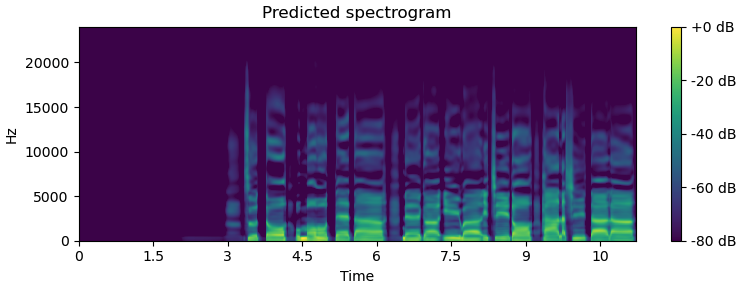 Predicted spectrogram
Hz
20000
15000
10000
5000
0
0 1.5 3 4.5 6 7.5 9 10
Time
+0 dB
-20 dB
-40 dB
-60 dB
-80 dB